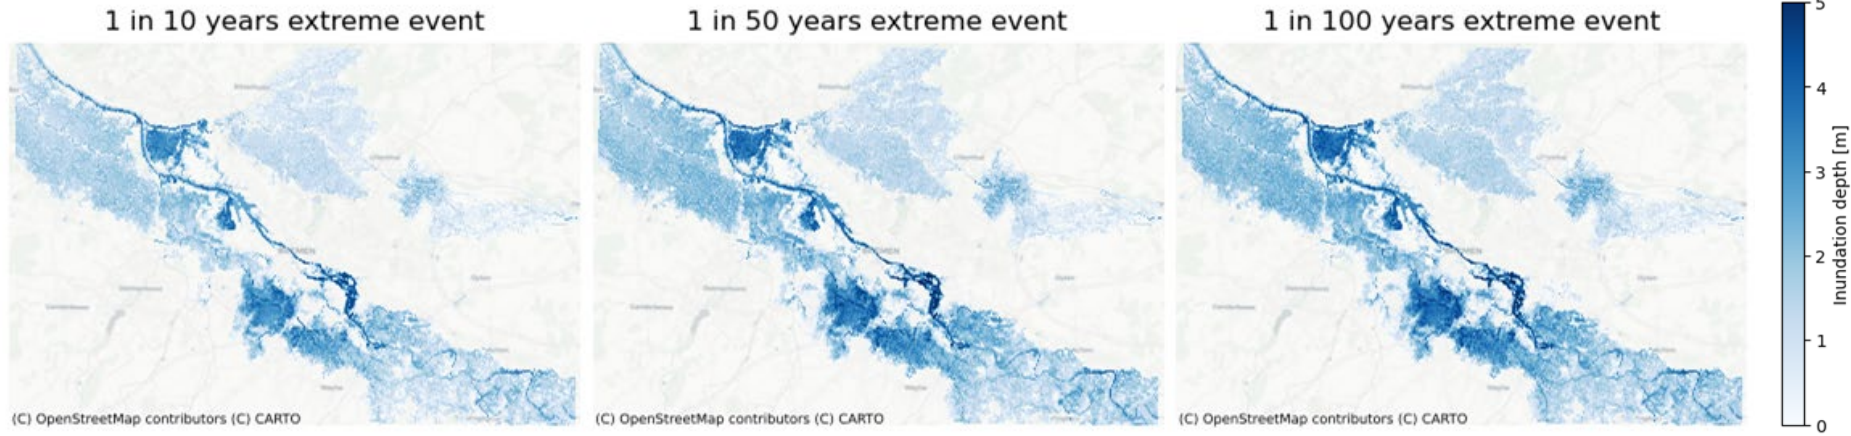 1 in 10 years extreme event
1 in 50 years extreme event
1 in 100 years extreme event
5
4
3
2
1
0
Inundation depth [m]
(C) OpenStreetMap contributors (C) CARTO
(C) OpenStreetMap contributors (C) CARTO
(C) OpenStreetMap contributors (C) CARTO